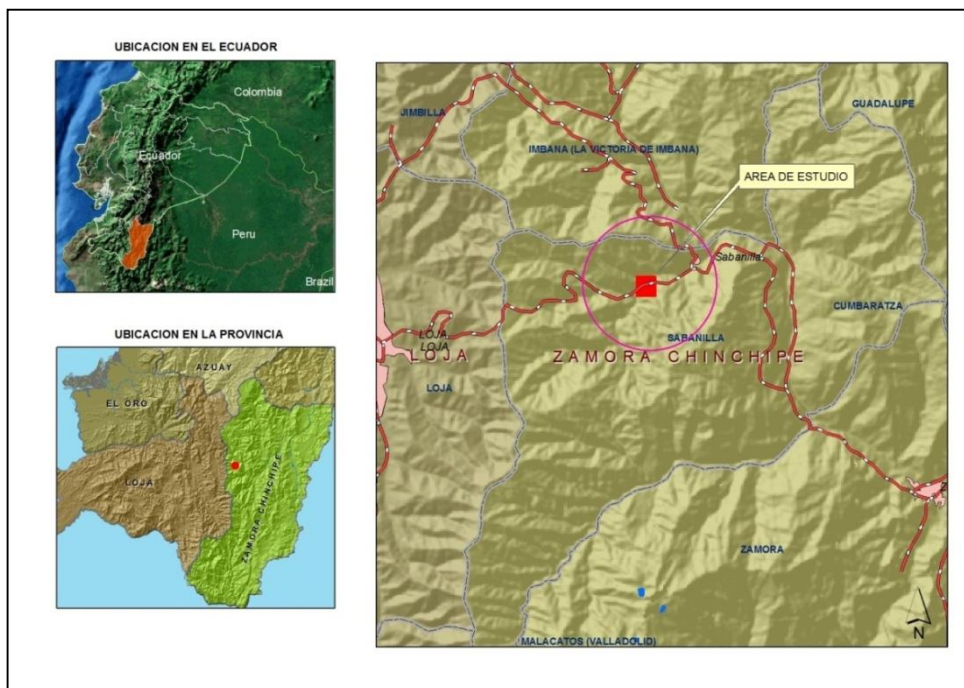 UBICACION EN EL ECUADOR
Colombia
Ecuador
Peru
Brazil
UBICACION EN LA PROVINCIA
AZUAY
EL ORO
LOJA
ZAMORA CHINCHIPE
JIMBILLA
GUADALUPE
IMBANA (LA VICTORIA DE IMBANA)
AREA DE ESTUDIO
Sabanilla
CUMBARATZA
LOJA
LOJA
SABANILLA
LOJA
ZAMORA CHINCHIPE
LOJA
ZAMORA
MALACATOS (VALLADOLID)
N